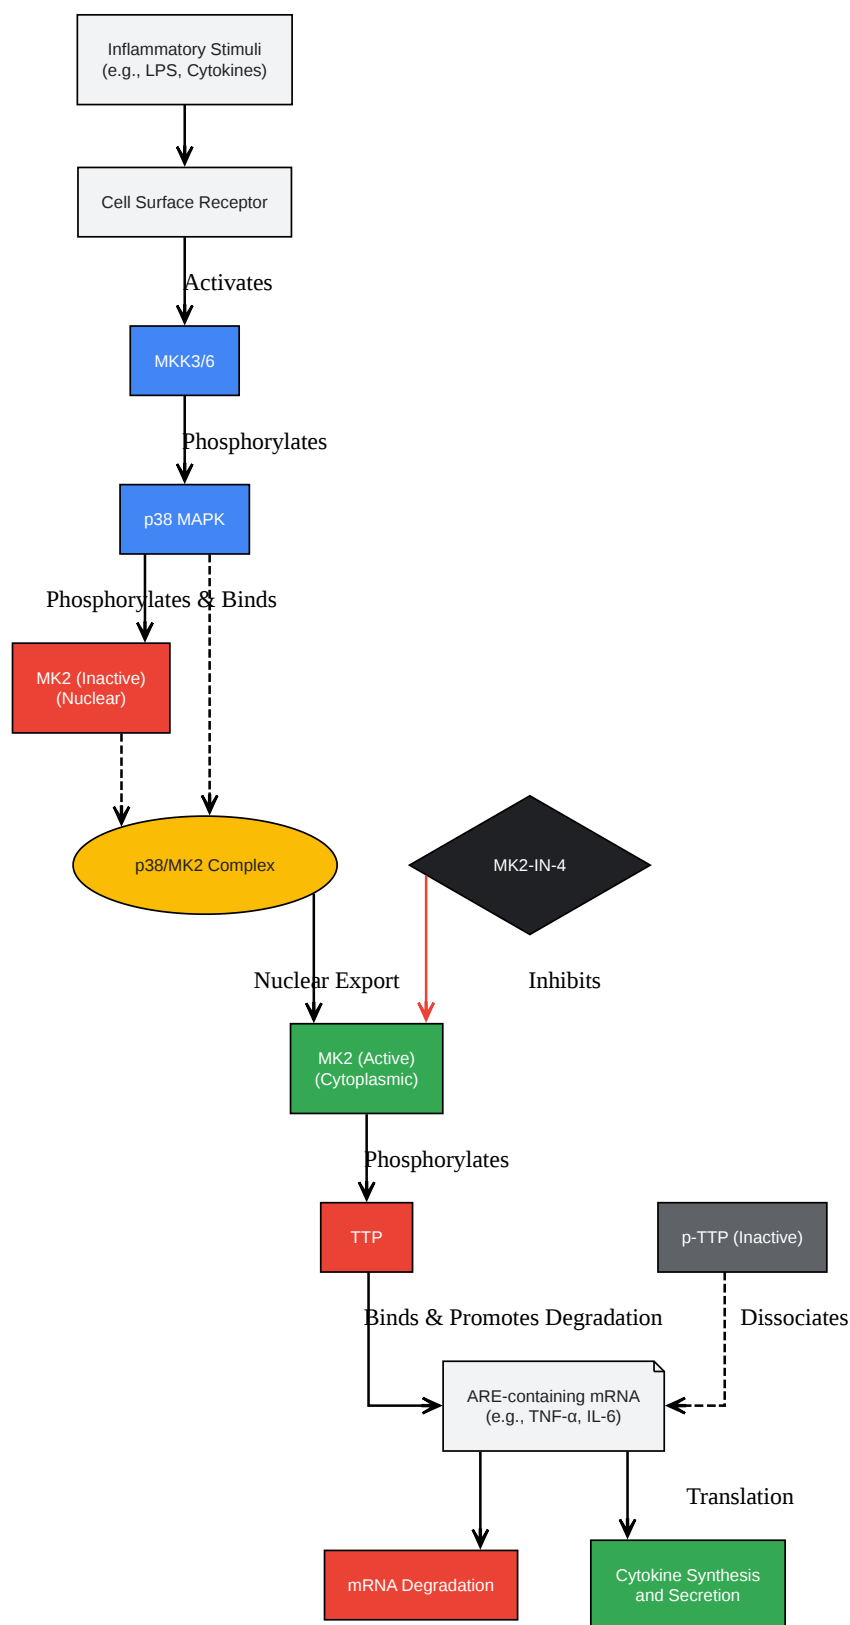 Inflammatory Stimuli
(e.g., LPS, Cytokines)
Cell Surface Receptor
Activates
MKK3/6
Phosphorylates
p38 MAPK
Phosphorylates & Binds
MK2 (Inactive)
(Nuclear)
p38/MK2 Complex
MK2-IN-4
Nuclear Export
Inhibits
MK2 (Active)
(Cytoplasmic)
Phosphorylates
TTP
p-TTP (Inactive)
Binds & Promotes Degradation
Dissociates
ARE-containing mRNA
(e.g., TNF-α, IL-6)
Translation
mRNA Degradation
Cytokine Synthesis
and Secretion